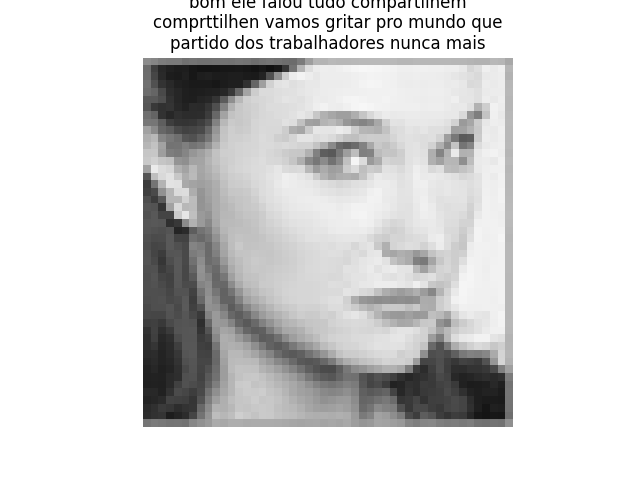 bom ele falou tudo compartilhem
comprttilhen vamos gritar pro mundo que
partido dos trabalhadores nunca mais